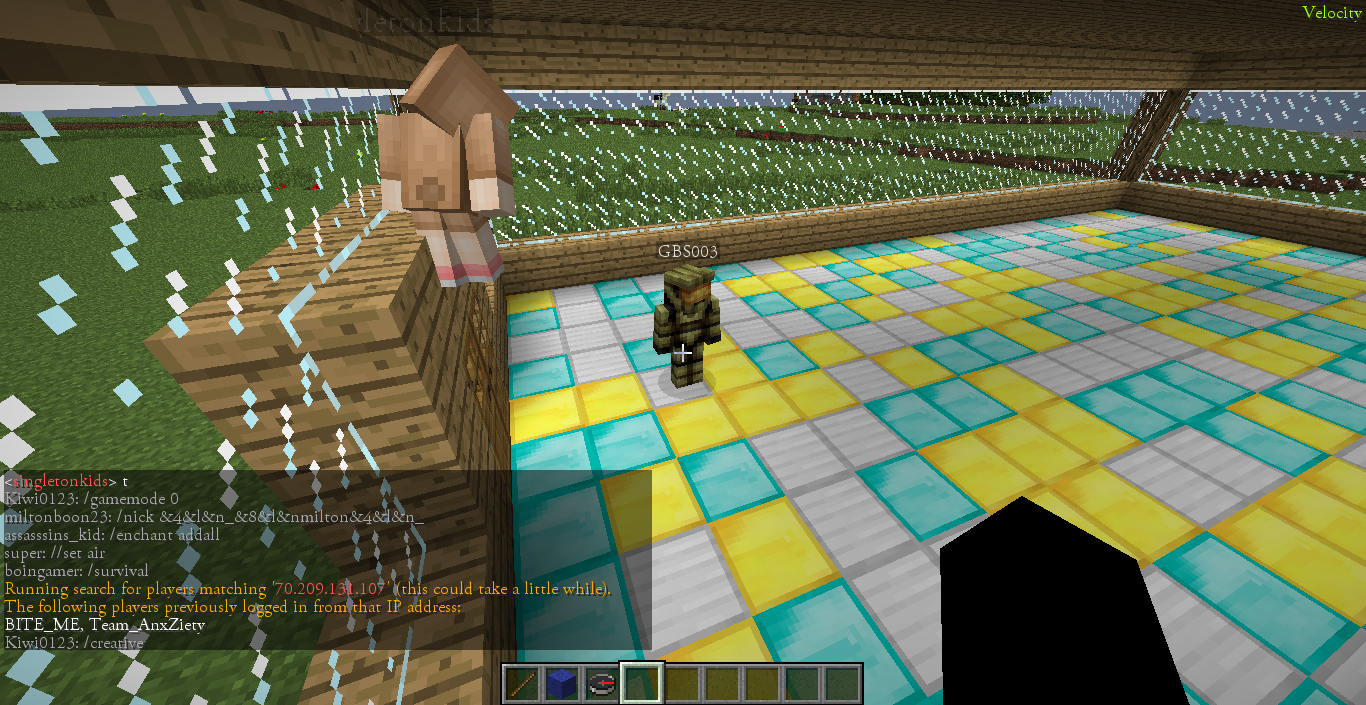 Velocity
singletonkids
GBS003
<singletonkids> t
Kiwi0123: /gamemode 0
milronboon23: /nick &4&l&n_&8&l&nmilton&4&l&n_
assasssins_kid: /enchant addall
super: //set air
boingamer: /survival
Running search for players matching '70.209.131.107' (this could take a little while).
The following players previously logged in from that IP address:
BITE_ME, Team_AnxZiety
Kiwi0123: /creative